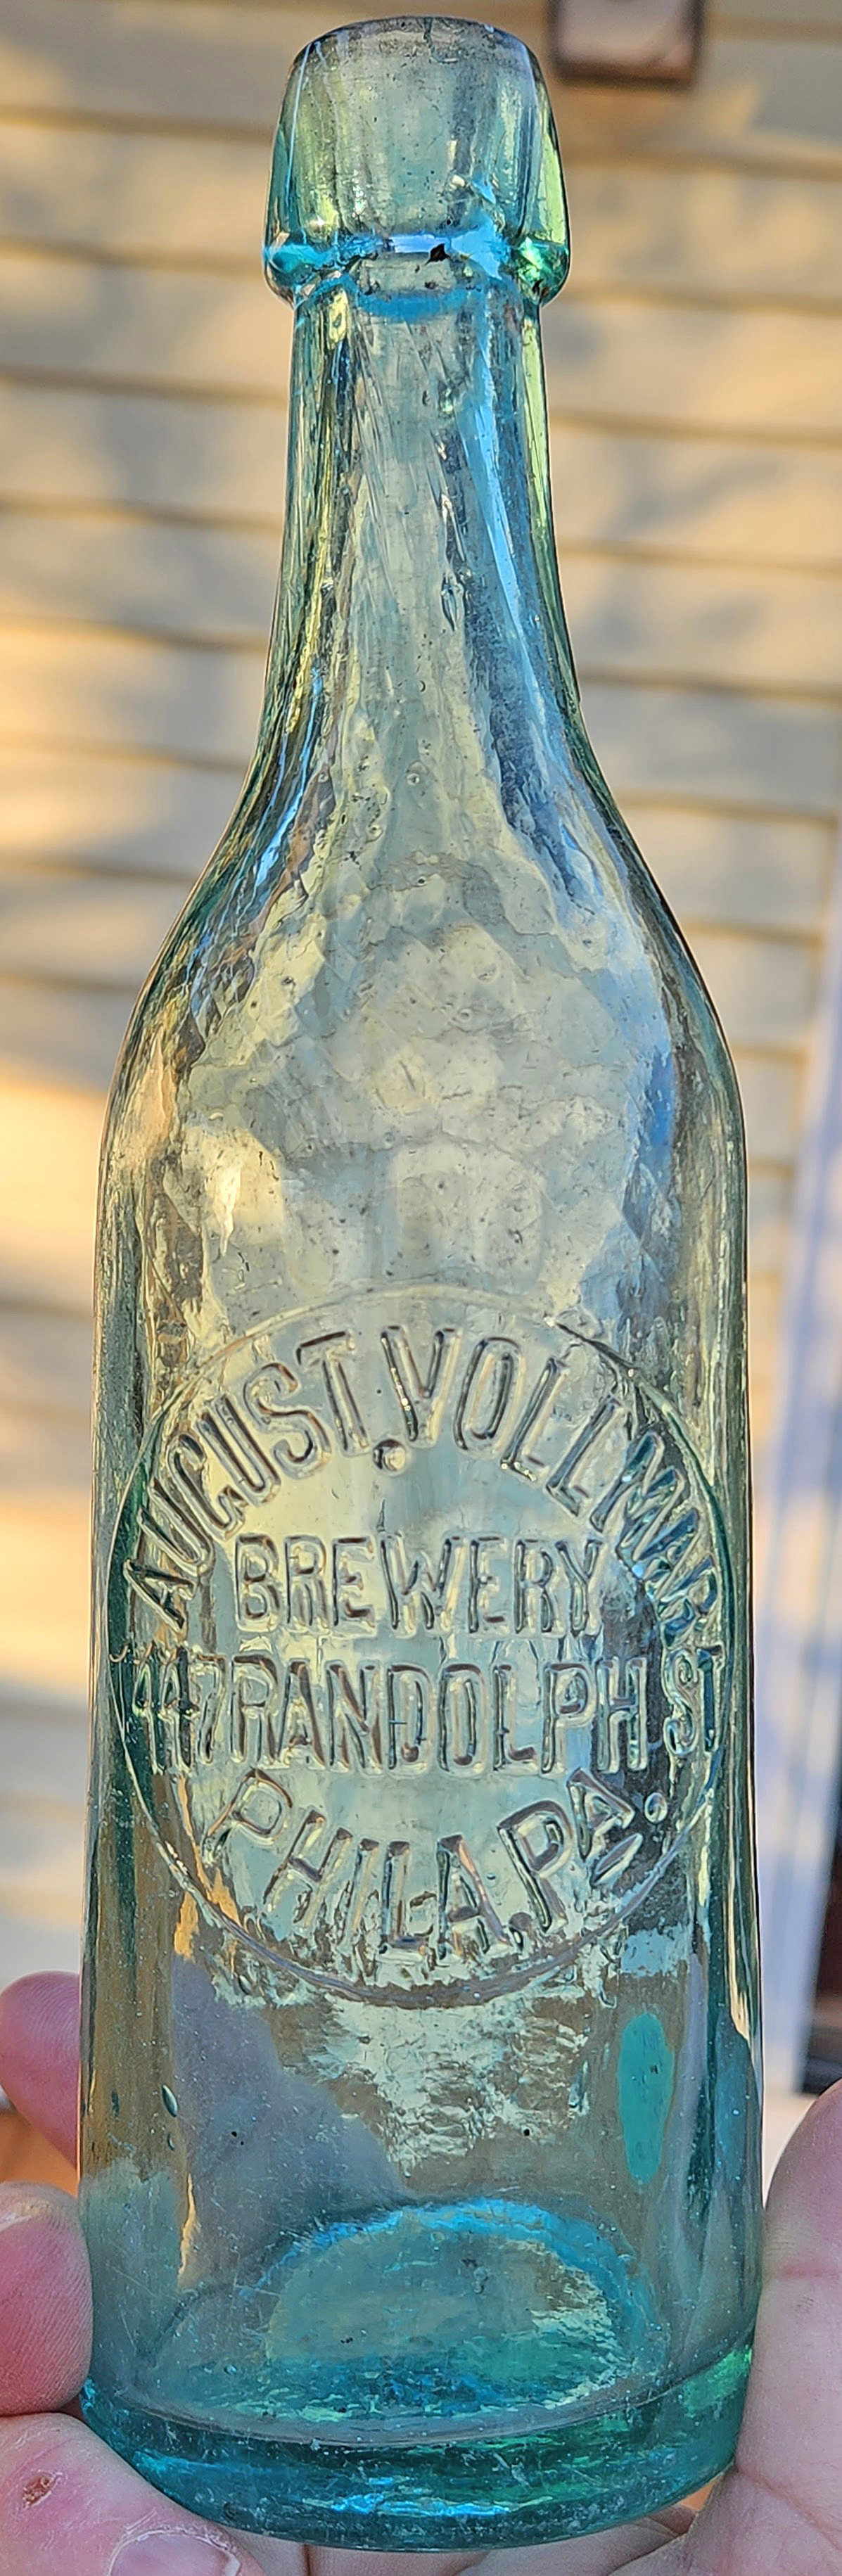 AUGUST. VOLLMAR
BREWERY
447 RANDOLPH ST
PHILA, PA.